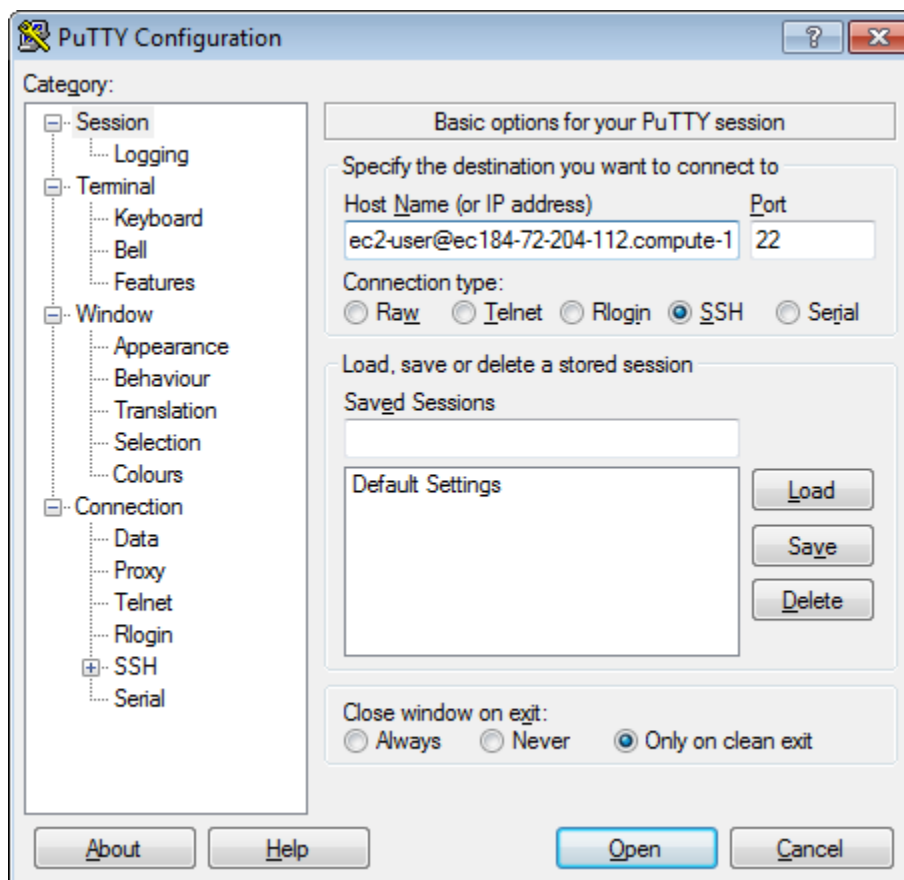 PuTTY Configuration
Category:
Session
Logging
Terminal
Keyboard
Bell
Features
Window
Appearance
Behaviour
Translation
Selection
Colours
Connection
Data
Proxy
Telnet
Rlogin
SSH
Serial
Basic options for your PuTTY session
Specify the destination you want to connect to
Host Name (or IP address) Port
ec2-user@ec184-72-204-112.compute-1 22
Connection type:
Raw Telnet Rlogin SSH Serial
Load, save or delete a stored session
Saved Sessions
Default Settings
Load
Save
Delete
Close window on exit:
Always Never Only on clean exit
About Help Open Cancel